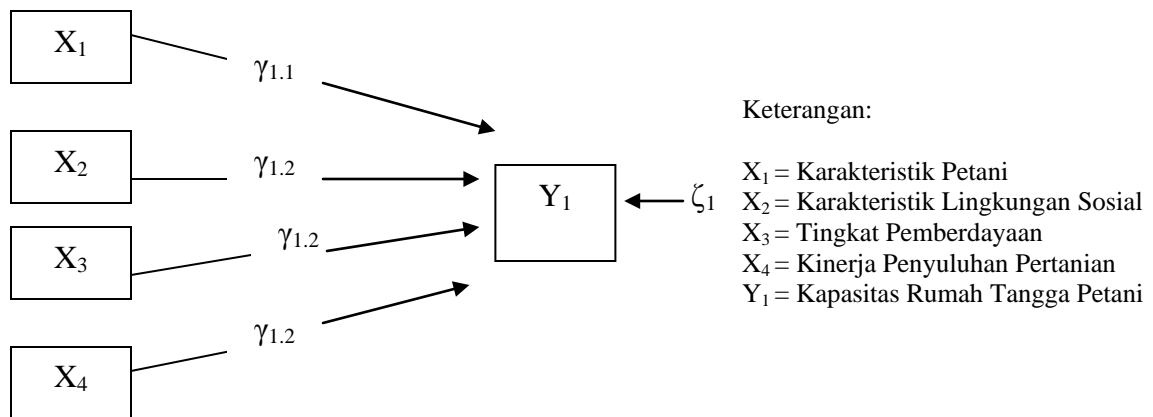 X₁
γ₁.₁
X₂
γ₁.₂
X₃
γ₁.₂
X₄
γ₁.₂
Y₁
ζ₁
Keterangan:
X₁ = Karakteristik Petani
X₂ = Karakteristik Lingkungan Sosial
X₃ = Tingkat Pemberdayaan
X₄ = Kinerja Penyuluhan Pertanian
Y₁ = Kapasitas Rumah Tangga Petani